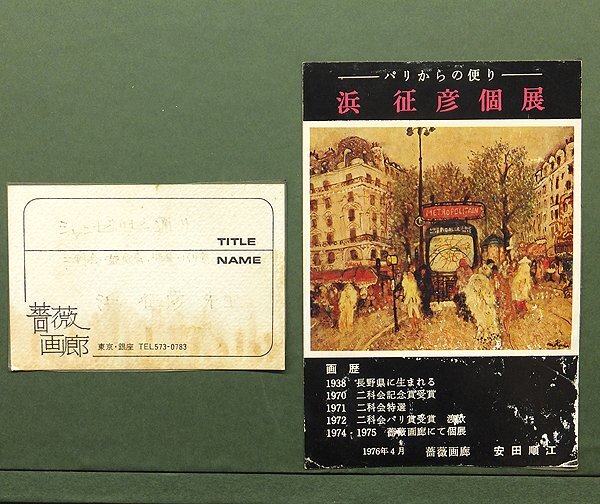 TITLE
NAME
薔薇
画廊
東京・銀座 TEL573-0783
パリからの便り
浜 征彦個展
METROPOLITAIN
画 歴
1938 長野県に生まれる
1970 二科会記念賞受賞
1971 二科会特選
1972 二科会パリ賞受賞 渡欧
1974・1975 薔薇画廊にて個展
1976年4月 薔薇画廊 安田順江